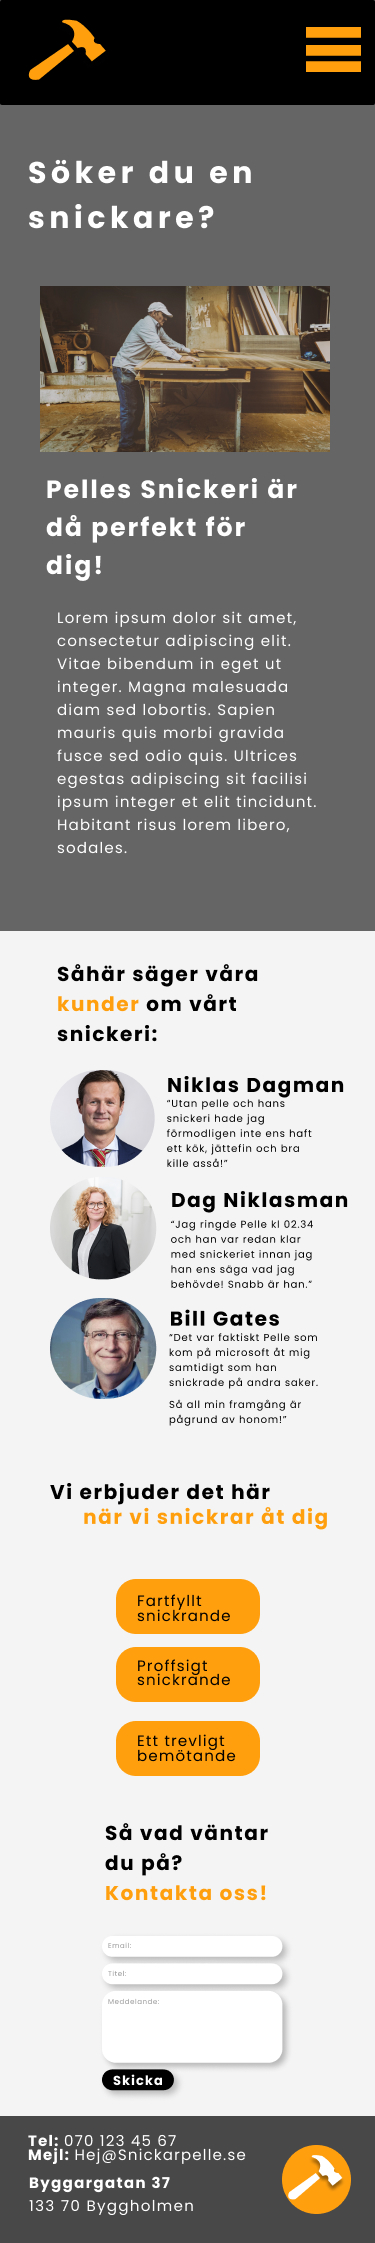 Söker du en
snickare?
Pelles Snickeri är
då perfekt för
dig!
Lorem ipsum dolor sit amet,
consectetur adipiscing elit.
Vitae bibendum in eget ut
integer. Magna malesuada
diam sed lobortis. Sapien
mauris quis morbi gravida
fusce sed odio quis. Ultrices
egestas adipiscing sit facilisi
ipsum integer et elit tincidunt.
Habitant risus lorem libero,
sodales.
Såhär säger våra
kunder om vårt
snickeri:
Niklas Dagman
“Utan pelle och hans
snickeri hade jag
förmodligen inte ens haft
ett kök, jättefin och bra
kille asså!”
Dag Niklasman
“Jag ringde Pelle kl 02.34
och han var redan klar
med snickeriet innan jag
han ens säga vad jag
behövde! Snabb är han.”
Bill Gates
“Det var faktiskt Pelle som
kom på microsoft åt mig
samtidigt som han
snickrade på andra saker.
Så all min framgång är
pågrund av honom!”
Vi erbjuder det här
när vi snickrar åt dig
Fartfyllt
snickrande
Proffsigt
snickrande
Ett trevligt
bemötande
Så vad väntar
du på?
Kontakta oss!
Email:
Titel:
Meddelande:
Skicka
Tel: 070 123 45 67
Mejl: Hej@Snickarpelle.se
Byggargatan 37
133 70 Byggholmen